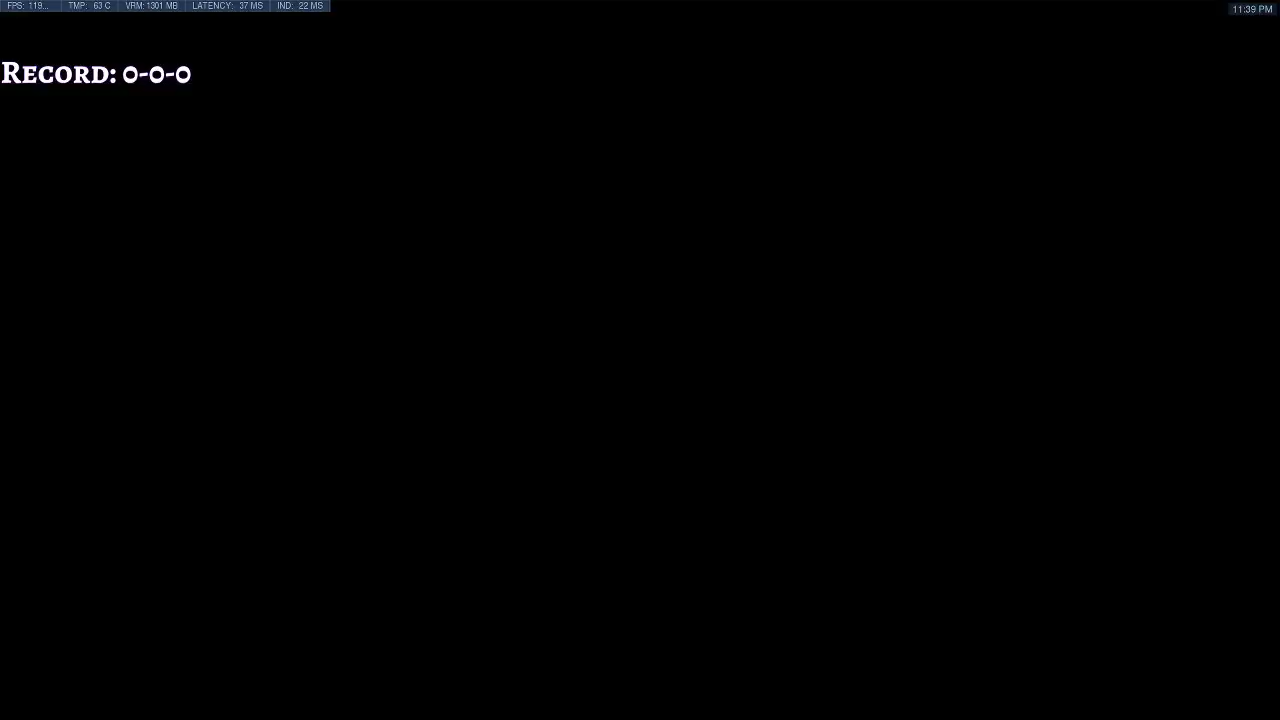 FPS: 119... TMP: 63 C VRM: 1301 MB LATENCY: 37 MS IND: 22 MS
11:39 PM
Record: 0-0-0